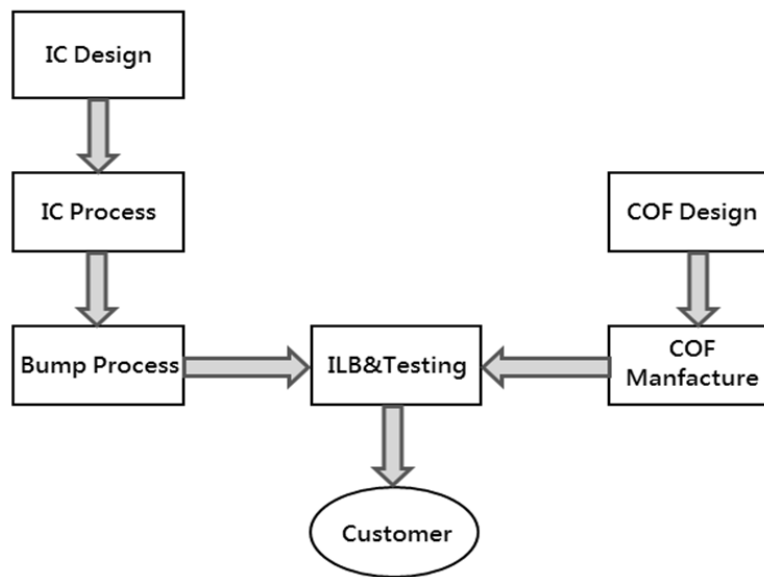 IC Design
IC Process
COF Design
Bump Process
ILB&Testing
COF
Manfacture
Customer